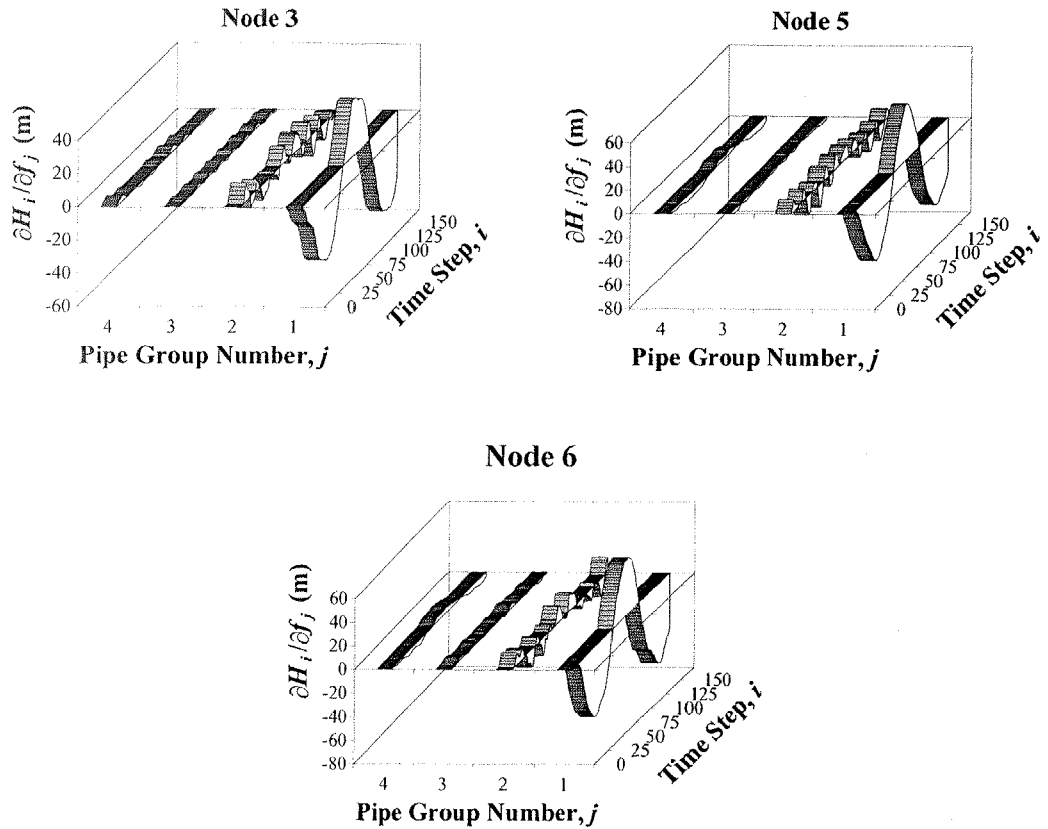 Node 3
∂H_i/∂f_j (m)
40
20
0
-20
-40
-60
4 3 2 1
Pipe Group Number, j
0 25 50 75 100 125 150
Time Step, i
Node 5
∂H_i/∂f_j (m)
60
40
20
0
-20
-40
-60
-80
4 3 2 1
Pipe Group Number, j
0 25 50 75 100 125 150
Time Step, i
Node 6
∂H_i/∂f_j (m)
60
40
20
0
-20
-40
-60
-80
4 3 2 1
Pipe Group Number, j
0 25 50 75 100 125 150
Time Step, i